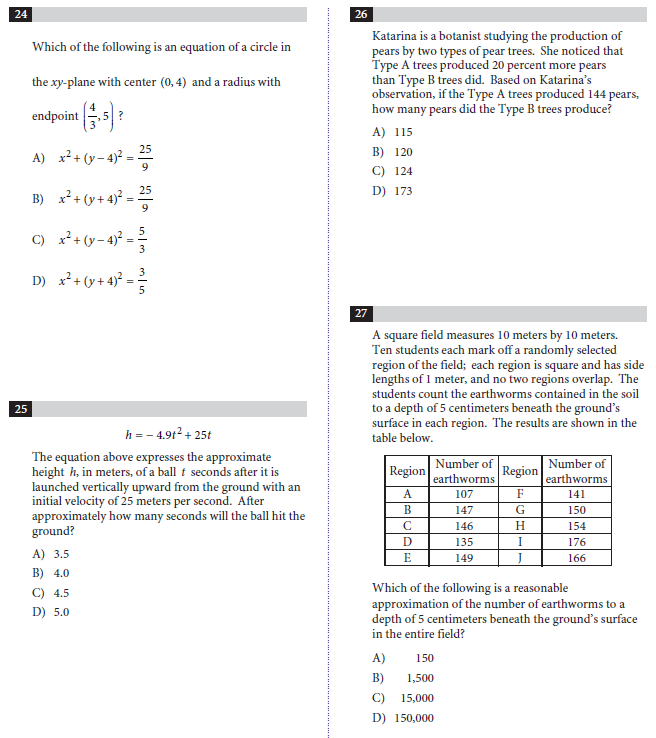 24
Which of the following is an equation of a circle in
the xy-plane with center (0, 4) and a radius with
endpoint (4/3, 5) ?
A) x² + (y – 4)² = 25/9
B) x² + (y + 4)² = 25/9
C) x² + (y – 4)² = 5/3
D) x² + (y + 4)² = 3/5
25
h = – 4.9t² + 25t
The equation above expresses the approximate
height h, in meters, of a ball t seconds after it is
launched vertically upward from the ground with an
initial velocity of 25 meters per second. After
approximately how many seconds will the ball hit the
ground?
A) 3.5
B) 4.0
C) 4.5
D) 5.0
26
Katarina is a botanist studying the production of
pears by two types of pear trees. She noticed that
Type A trees produced 20 percent more pears
than Type B trees did. Based on Katarina's
observation, if the Type A trees produced 144 pears,
how many pears did the Type B trees produce?
A) 115
B) 120
C) 124
D) 173
27
A square field measures 10 meters by 10 meters.
Ten students each mark off a randomly selected
region of the field; each region is square and has side
lengths of 1 meter, and no two regions overlap. The
students count the earthworms contained in the soil
to a depth of 5 centimeters beneath the ground's
surface in each region. The results are shown in the
table below.
Region Number of earthworms Region Number of earthworms
A 107 F 141
B 147 G 150
C 146 H 154
D 135 I 176
E 149 J 166
Which of the following is a reasonable
approximation of the number of earthworms to a
depth of 5 centimeters beneath the ground's surface
in the entire field?
A) 150
B) 1,500
C) 15,000
D) 150,000